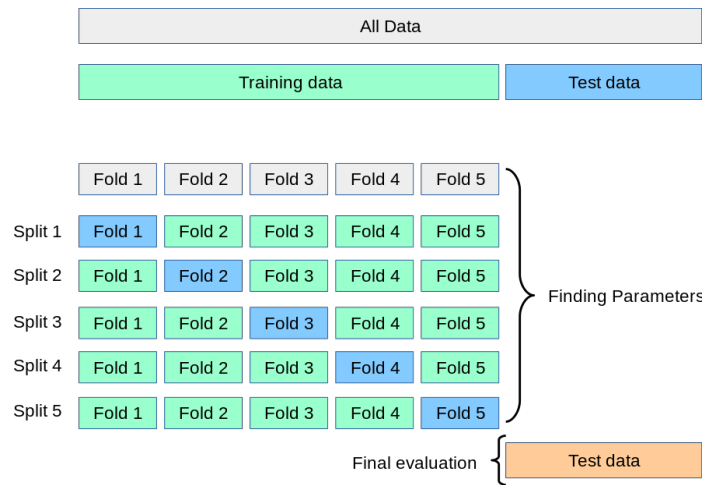 All Data
Training data Test data
Fold 1 Fold 2 Fold 3 Fold 4 Fold 5
Split 1 Fold 1 Fold 2 Fold 3 Fold 4 Fold 5
Split 2 Fold 1 Fold 2 Fold 3 Fold 4 Fold 5
Finding Parameters
Split 3 Fold 1 Fold 2 Fold 3 Fold 4 Fold 5
Split 4 Fold 1 Fold 2 Fold 3 Fold 4 Fold 5
Split 5 Fold 1 Fold 2 Fold 3 Fold 4 Fold 5
Final evaluation Test data